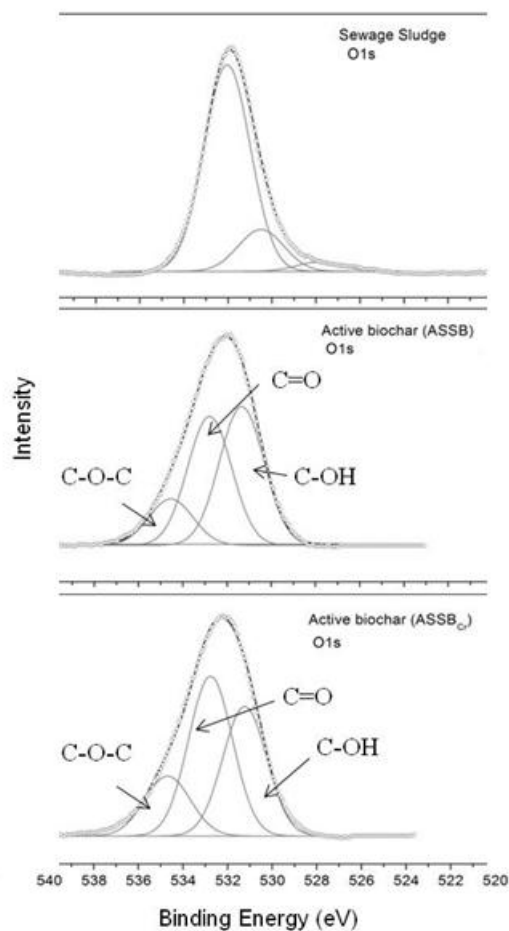 Sewage Sludge
O1s
Active biochar (ASSB)
O1s
C=O
C-O-C
C-OH
Intensity
Active biochar (ASSB_Cr)
O1s
C=O
C-O-C
C-OH
540 538 536 534 532 530 528 526 524 522 520
Binding Energy (eV)